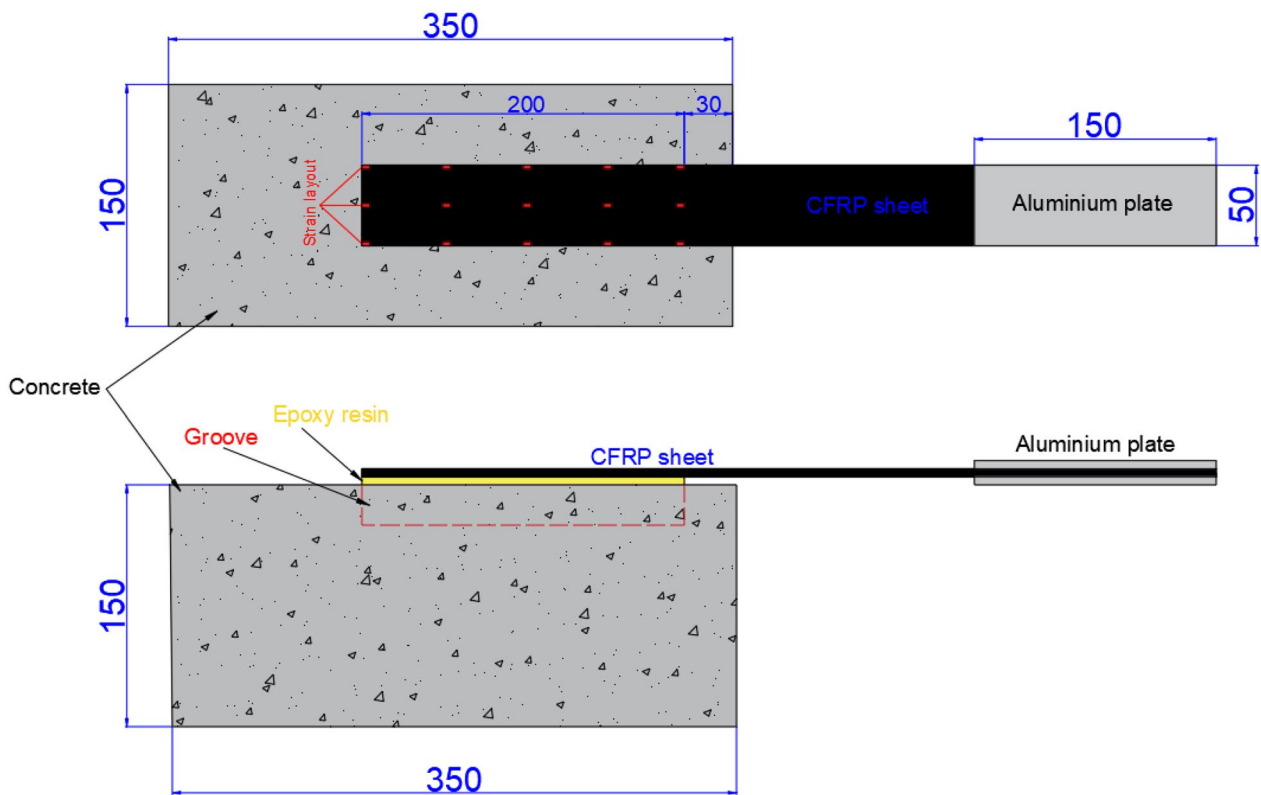 350
200
30
150
150
Strain layout
CFRP sheet
Aluminium plate
50
Concrete
Epoxy resin
Groove
CFRP sheet
Aluminium plate
150
350